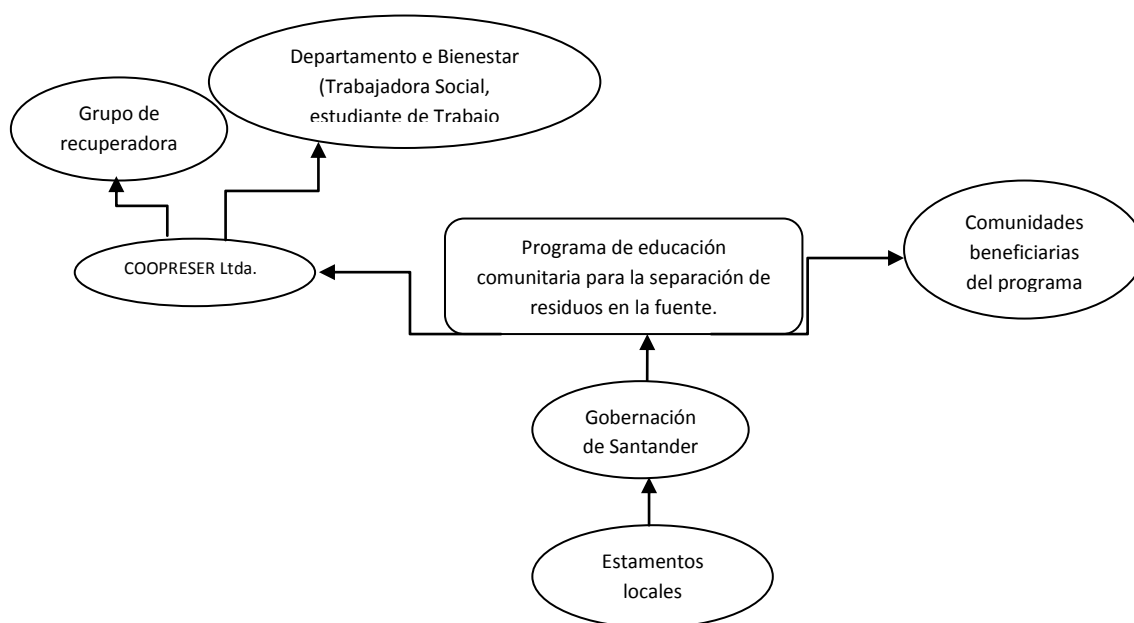 Departamento e Bienestar
(Trabajadora Social,
estudiante de Trabajo
Grupo de
recuperadora
COOPRESER Ltda.
Programa de educación
comunitaria para la separación de
residuos en la fuente.
Comunidades
beneficiarias
del programa
Gobernación
de Santander
Estamentos
locales